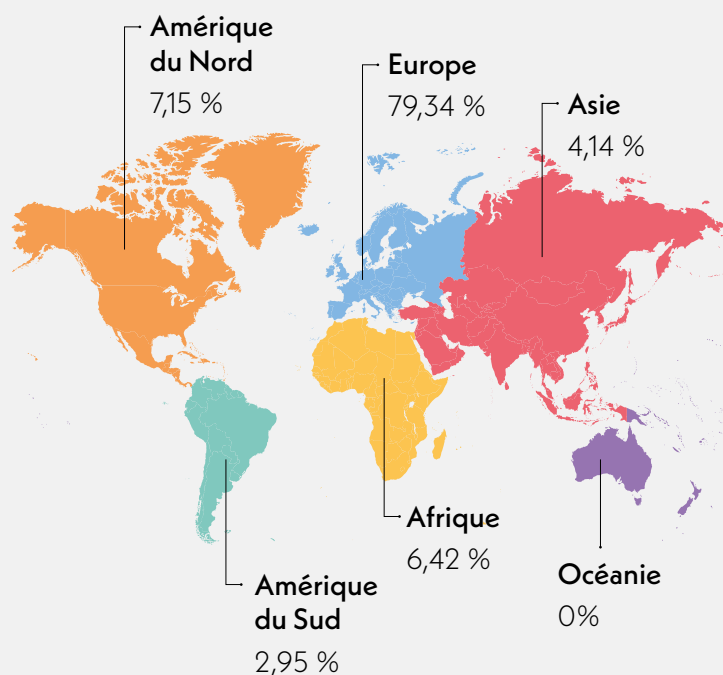 Amérique
du Nord
7,15 %
Europe
79,34 %
Asie
4,14 %
Afrique
6,42 %
Océanie
0%
Amérique
du Sud
2,95 %